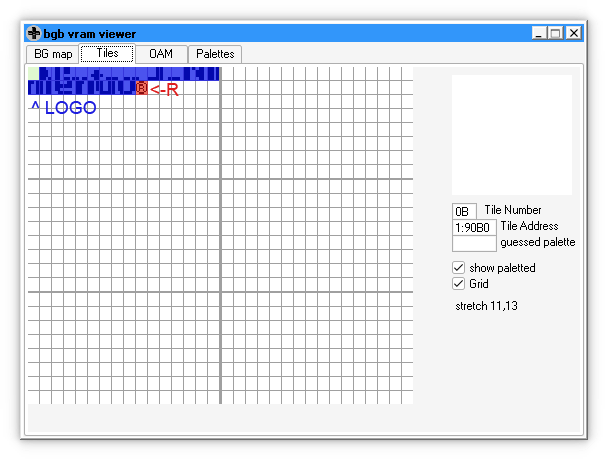 bgb vram viewer
BG map Tiles OAM Palettes
<-R
^ LOGO
0B Tile Number
1:90B0 Tile Address
guessed palette
show paletted
Grid
stretch 11,13